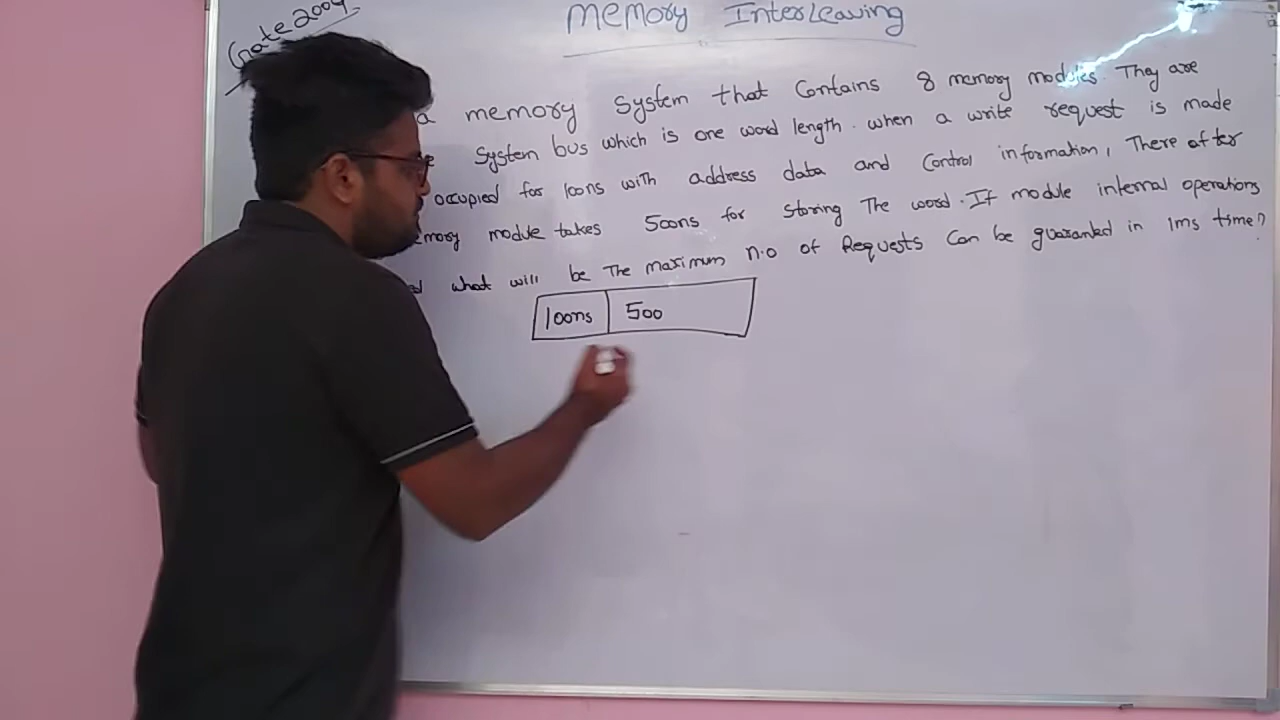 Gate 2009
Memory Interleaving
a memory System that Contains 8 memory modules. They are
System bus which is one word length. when a write request is made
occupied for 100ns with address data and Control information, There after
mory module takes 500ns for storing The word. If module internal operations
what will be The maximum n.o of Requests can be guaranted in 1ms time?
100ns 500